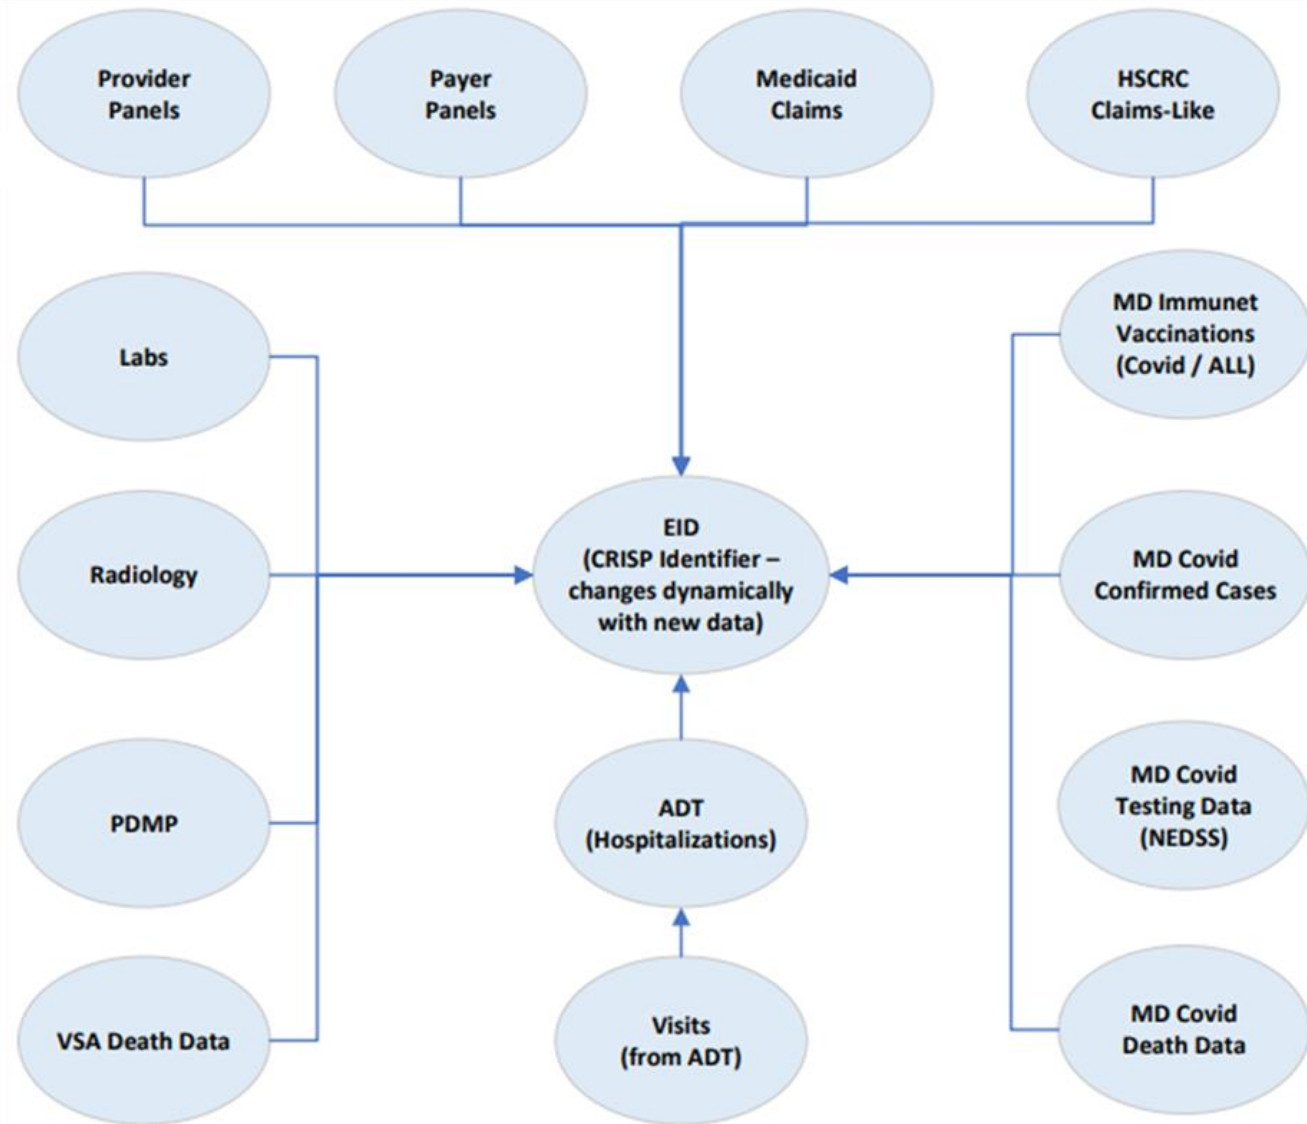 Provider
Panels
Payer
Panels
Medicaid
Claims
HSCRC
Claims-Like
Labs
MD Immunet
Vaccinations
(Covid / ALL)
Radiology
EID
(CRISP Identifier –
changes dynamically
with new data)
MD Covid
Confirmed Cases
PDMP
ADT
(Hospitalizations)
MD Covid
Testing Data
(NEDSS)
VSA Death Data
Visits
(from ADT)
MD Covid
Death Data